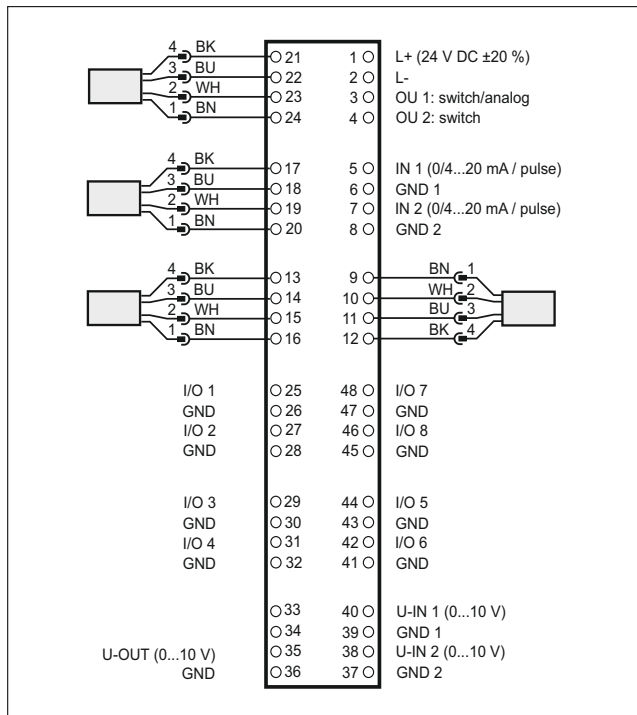 4 BK 21 1 L+ (24 V DC ±20 %)
3 BU 22 2 L-
2 WH 23 3 OU 1: switch/analog
1 BN 24 4 OU 2: switch
4 BK 17 5 IN 1 (0/4...20 mA / pulse)
3 BU 18 6 GND 1
2 WH 19 7 IN 2 (0/4...20 mA / pulse)
1 BN 20 8 GND 2
4 BK 13 9 BN 1
3 BU 14 10 WH 2
2 WH 15 11 BU 3
1 BN 16 12 BK 4
I/O 1 25 48 I/O 7
GND 26 47 GND
I/O 2 27 46 I/O 8
GND 28 45 GND
I/O 3 29 44 I/O 5
GND 30 43 GND
I/O 4 31 42 I/O 6
GND 32 41 GND
33 40 U-IN 1 (0...10 V)
34 39 GND 1
U-OUT (0...10 V) 35 38 U-IN 2 (0...10 V)
GND 36 37 GND 2